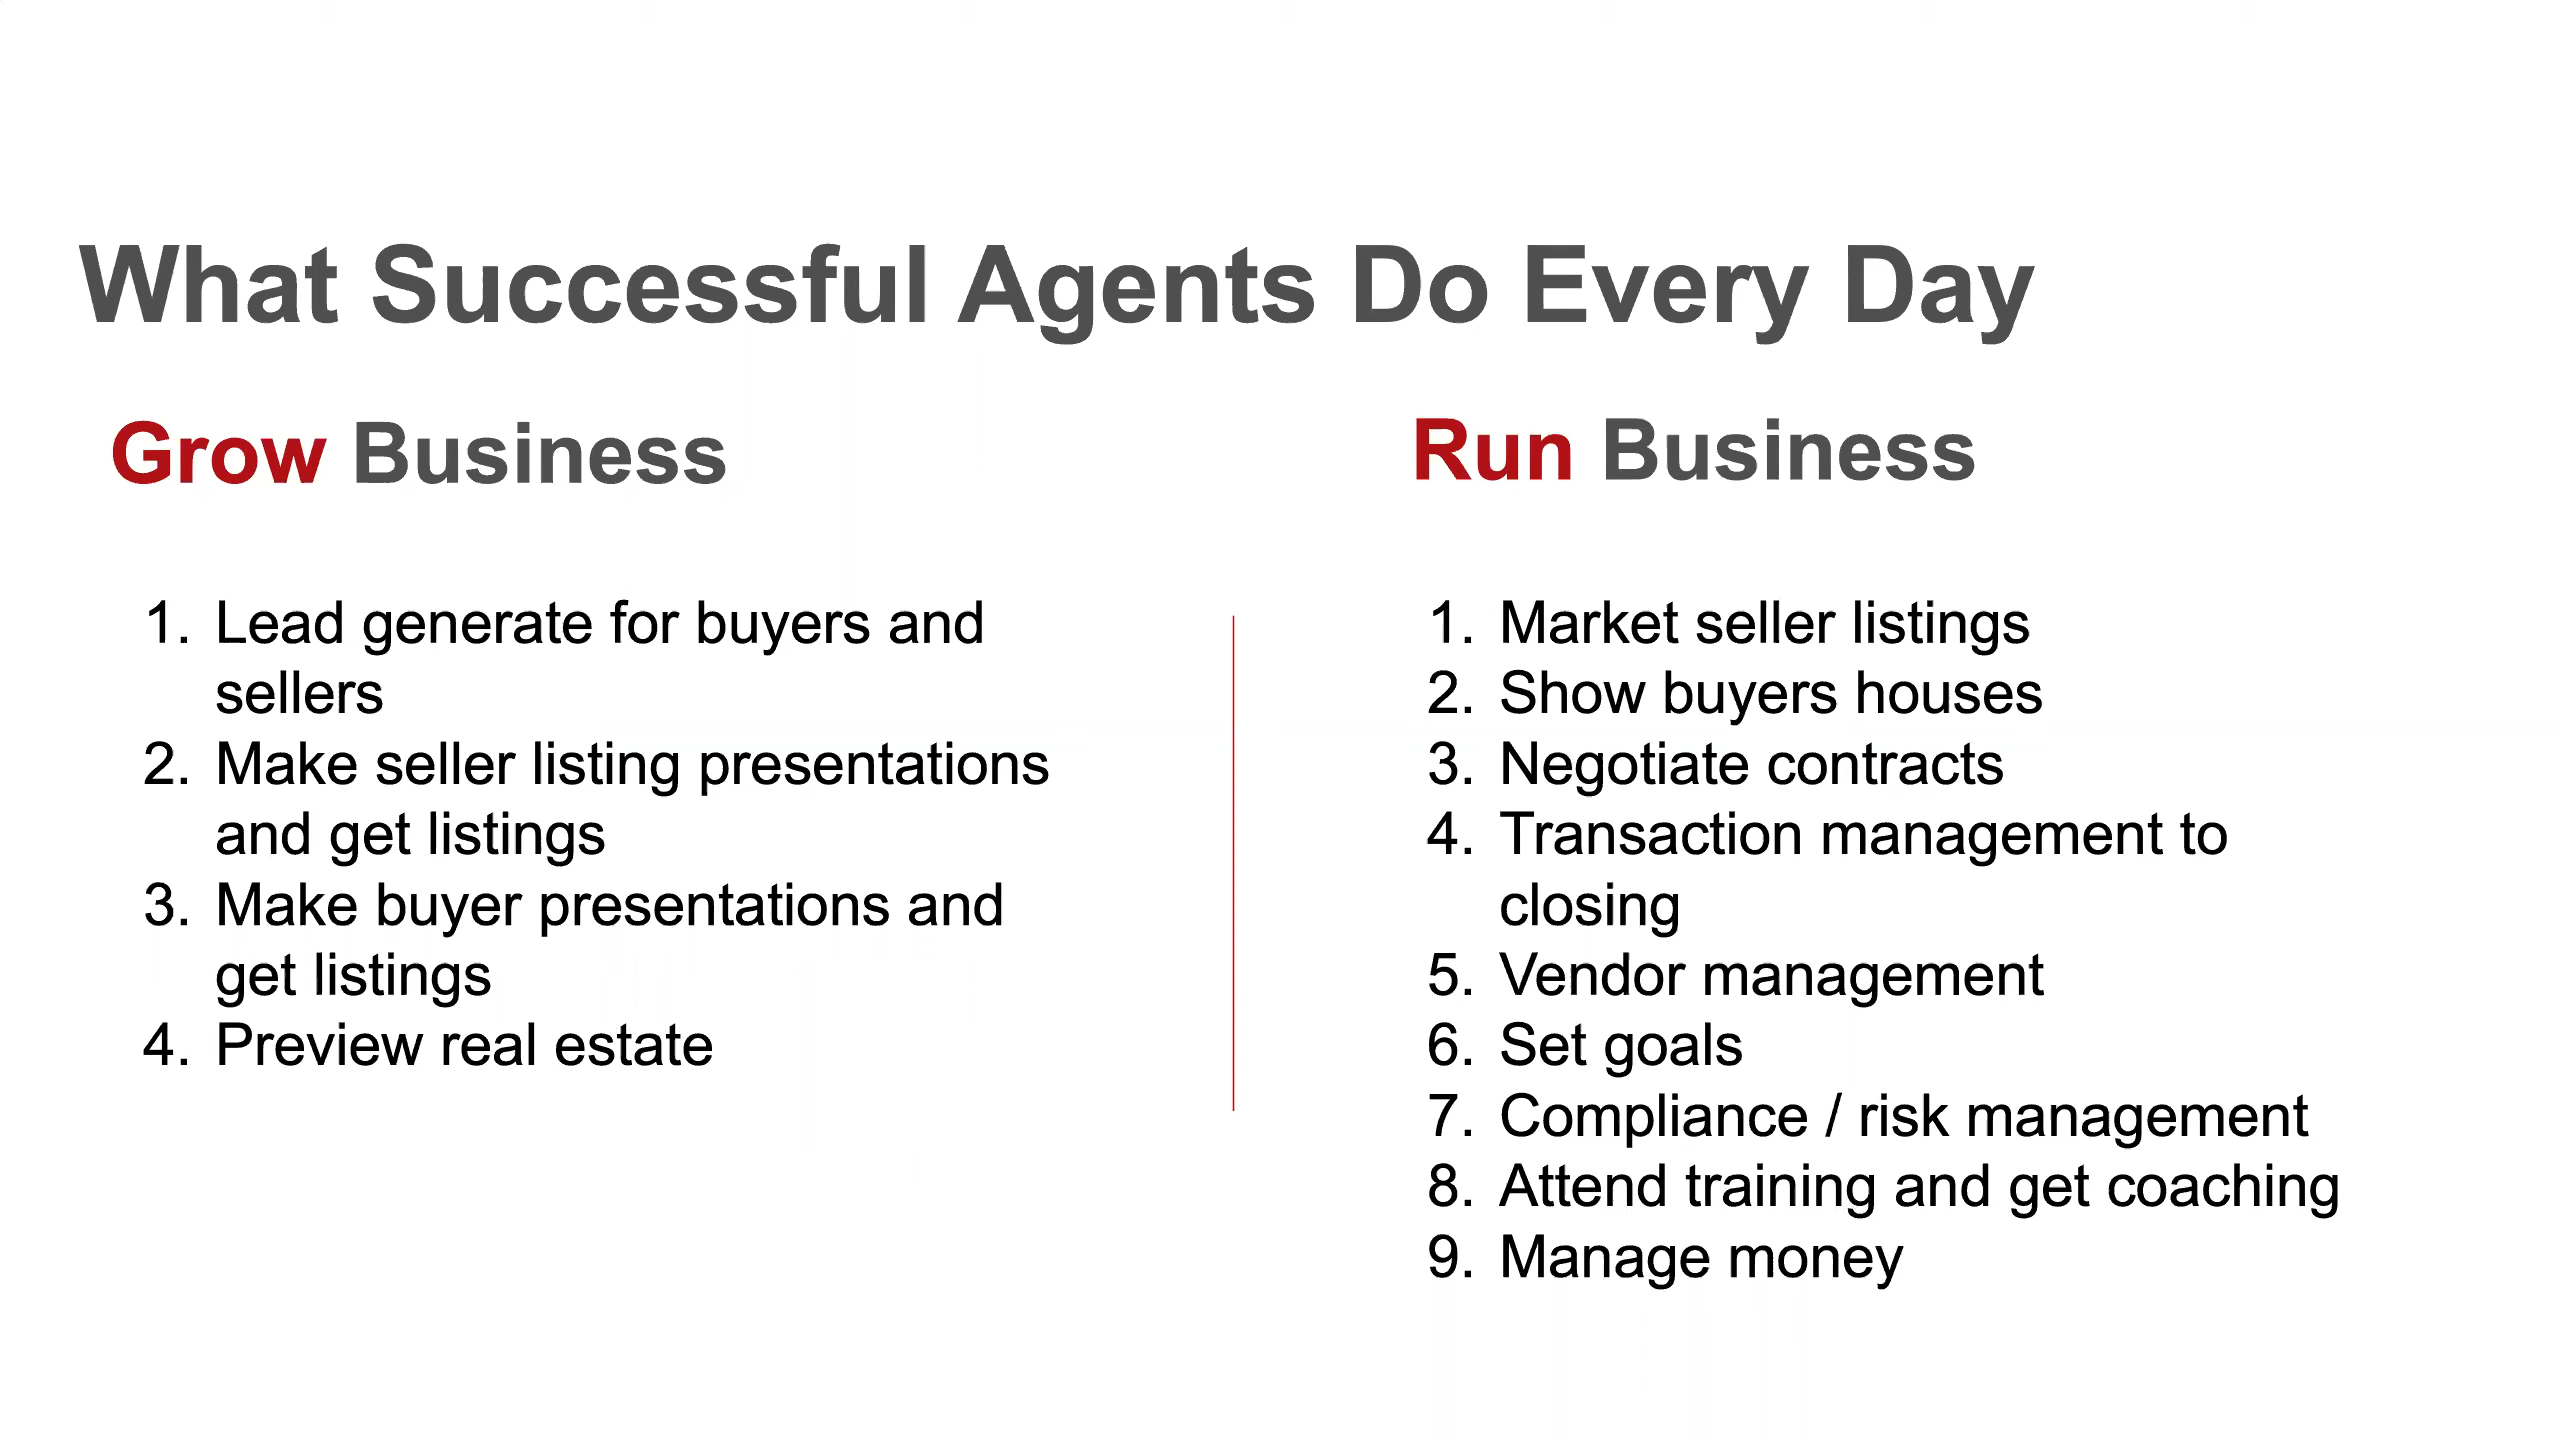 What Successful Agents Do Every Day
Grow Business
1. Lead generate for buyers and
sellers
2. Make seller listing presentations
and get listings
3. Make buyer presentations and
get listings
4. Preview real estate
Run Business
1. Market seller listings
2. Show buyers houses
3. Negotiate contracts
4. Transaction management to
closing
5. Vendor management
6. Set goals
7. Compliance / risk management
8. Attend training and get coaching
9. Manage money